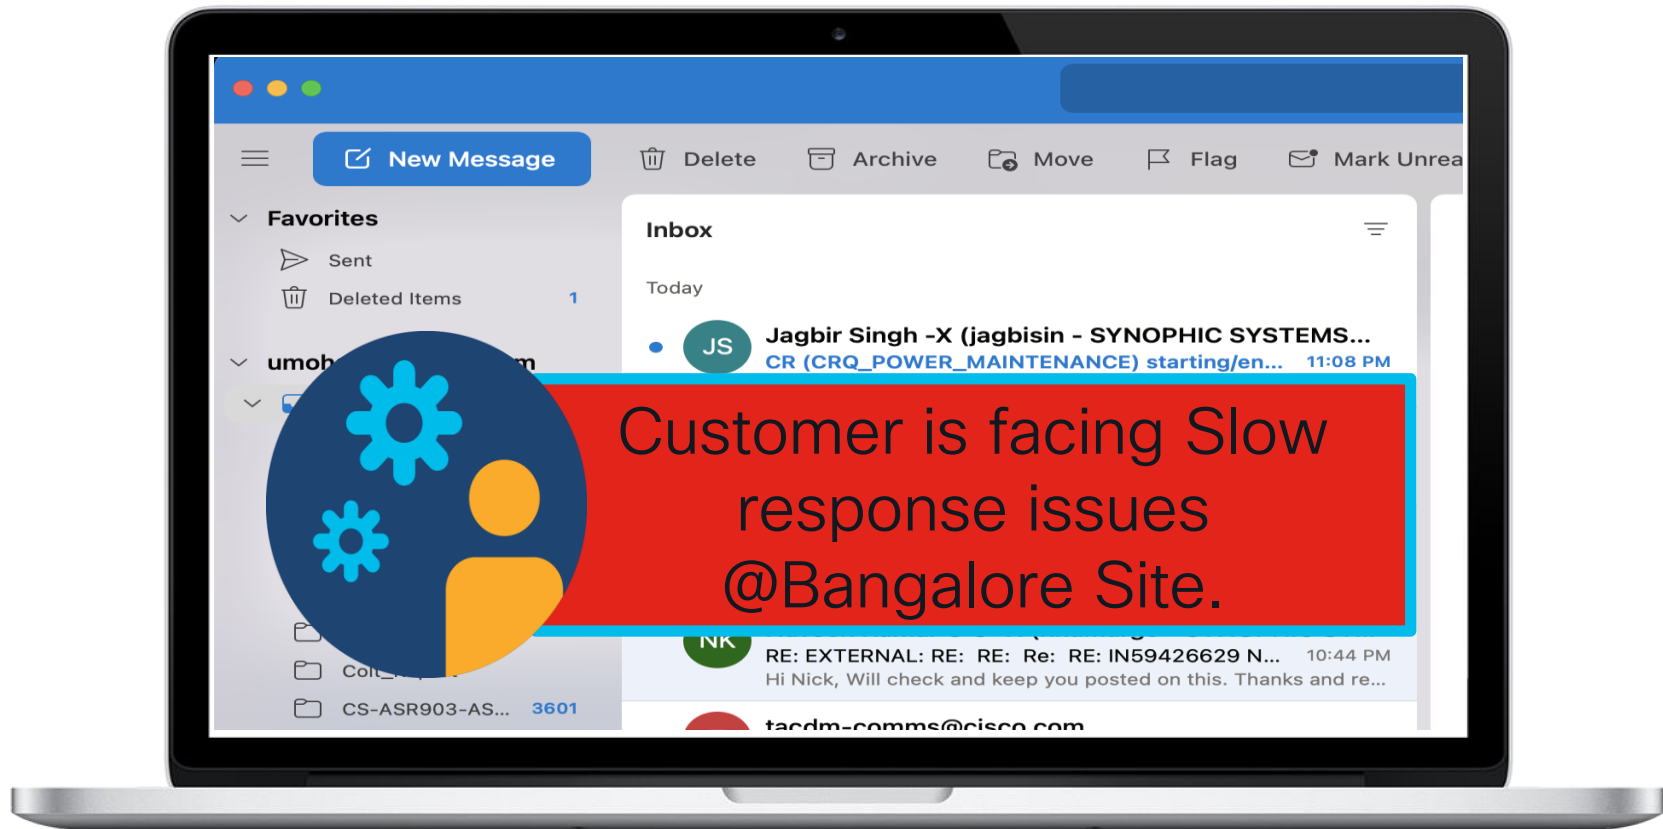 New Message
Delete
Archive
Move
Flag
Mark Unrea
Favorites
Sent
Deleted Items 1
Inbox
Today
JS
Jagbir Singh -X (jagbisin - SYNOPHIC SYSTEMS...
CR (CRQ_POWER_MAINTENANCE) starting/en... 11:08 PM
Customer is facing Slow
response issues
@Bangalore Site.
NK
RE: EXTERNAL: RE: RE: Re: RE: IN59426629 N... 10:44 PM
Hi Nick, Will check and keep you posted on this. Thanks and re...
CS-ASR903-AS... 3601
tacdm-comms@cisco.com